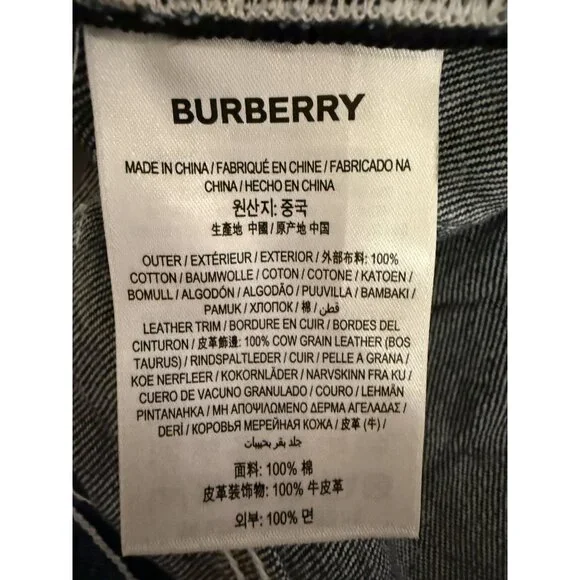 BURBERRY
MADE IN CHINA / FABRIQUÉ EN CHINE / FABRICADO NA
CHINA / HECHO EN CHINA
원산지: 중국
生產地 中國 / 原产地 中国
OUTER / EXTÉRIEUR / EXTERIOR / 外部布料: 100%
COTTON / BAUMWOLLE / COTON / COTONE / KATOEN /
BOMULL / ALGODÓN / ALGODÃO / PUUVILLA / BAMBAKI /
PAMUK / ХЛОПОК / 棉 / قطن /
LEATHER TRIM / BORDURE EN CUIR / BORDES DEL
CINTURON / 皮革飾邊: 100% COW GRAIN LEATHER (BOS
TAURUS) / RINDSPALTLEDER / CUIR / PELLE A GRANA /
KOE NERFLEER / KOKORNLÄDER / NARVSKINN FRA KU /
CUERO DE VACUNO GRANULADO / COURO / LEHMÄN
PINTANAHKA / ΜΗ ΑΠΟΨΙΛΩΜΕΝΟ ΔΕΡΜΑ ΑΓΕΛΑΔΑΣ /
DERİ / КОРОВЬЯ МЕРЕЙНАЯ КОЖА / 皮革 (牛) /
جلد بقر بحبيبات
面料: 100% 棉
皮革装饰物: 100% 牛皮革
외부: 100% 면